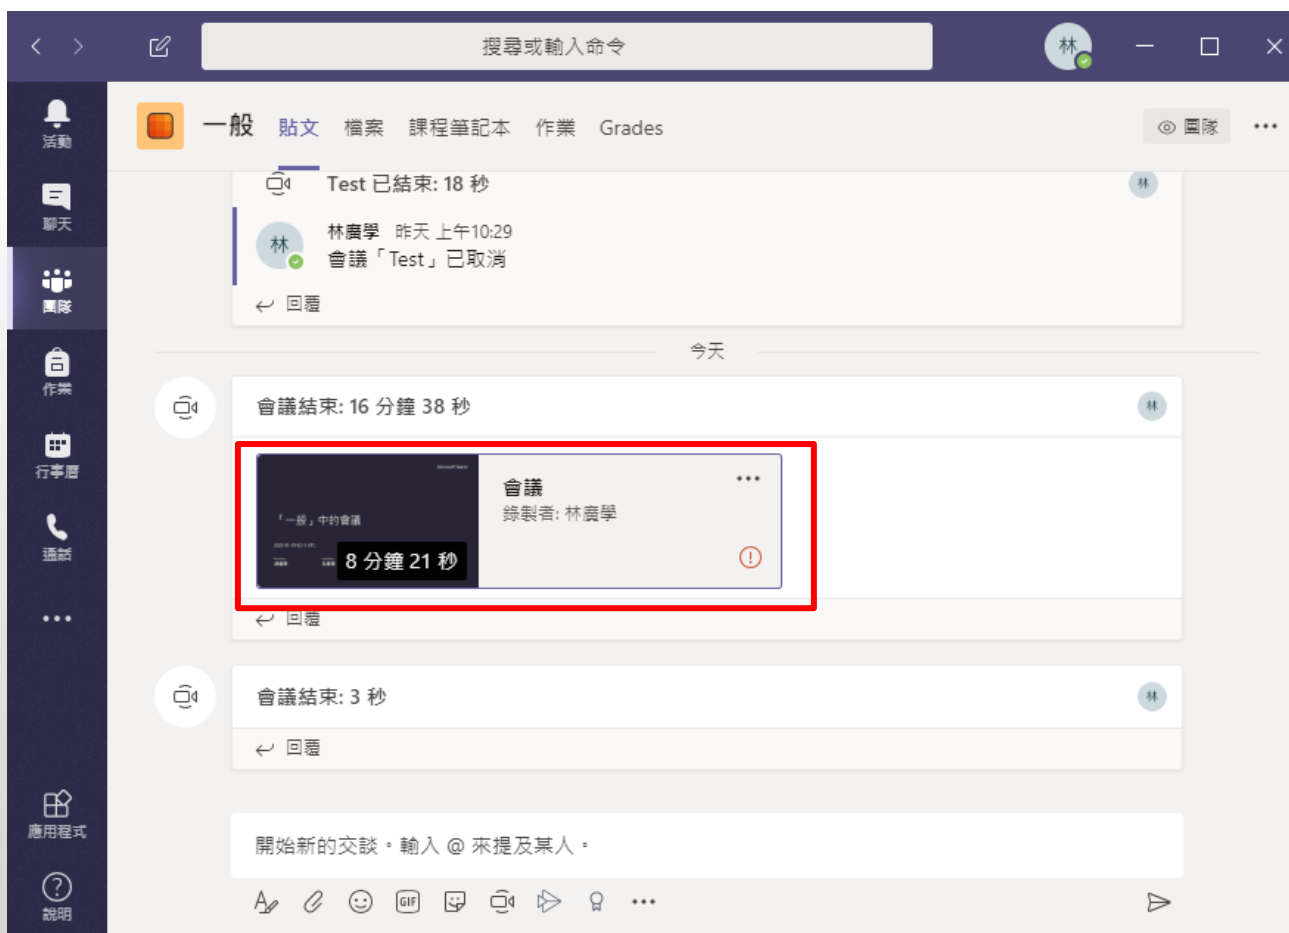 搜尋或輸入命令
林
活動
聊天
團隊
作業
行事曆
通話
應用程式
說明
一般 貼文 檔案 課程筆記本 作業 Grades
團隊
Test 已結束: 18 秒
林
林
林廣學 昨天 上午10:29
會議「Test」已取消
回覆
今天
會議結束: 16 分鐘 38 秒
林
「一般」中的會議
8 分鐘 21 秒
會議
錄製者: 林廣學
回覆
會議結束: 3 秒
林
回覆
開始新的交談。輸入 @ 來提及某人。
GIF